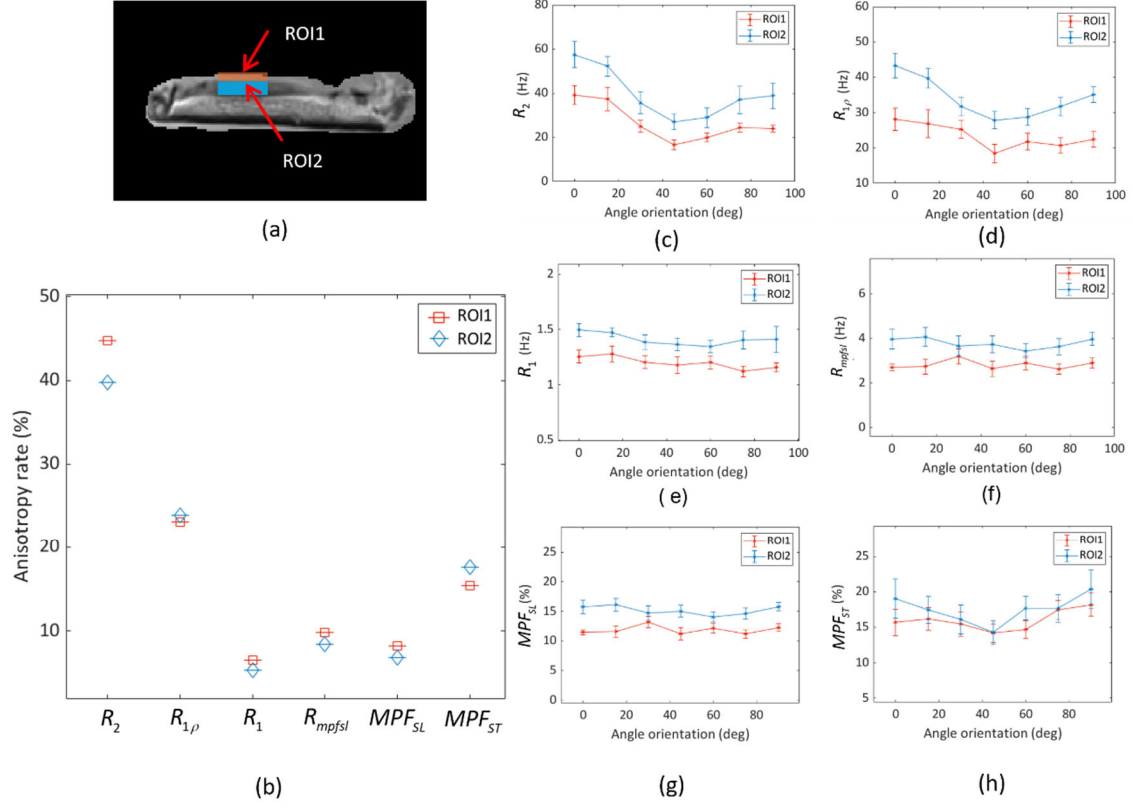 ROI1
ROI2
(a)
Anisotropy rate (%)
50
40
30
20
10
ROI1
ROI2
R2 R1ρ R1 Rmpfsl MPFSL MPFST
(b)
R2 (Hz)
80
60
40
20
0
ROI1
ROI2
0 20 40 60 80 100
Angle orientation (deg)
(c)
R1ρ (Hz)
60
50
40
30
20
10
ROI1
ROI2
0 20 40 60 80 100
Angle orientation (deg)
(d)
R1 (Hz)
2
1.5
1
0.5
ROI1
ROI2
0 20 40 60 80 100
Angle orientation (deg)
( e)
Rmpfsl (Hz)
6
4
2
0
ROI1
ROI2
0 20 40 60 80 100
Angle orientation (deg)
(f)
MPFSL (%)
25
20
15
10
5
0
ROI1
ROI2
0 20 40 60 80
Angle orientation (deg)
(g)
MPFST (%)
25
20
15
10
5
ROI1
ROI2
0 20 40 60 80
Angle orientation (deg)
(h)